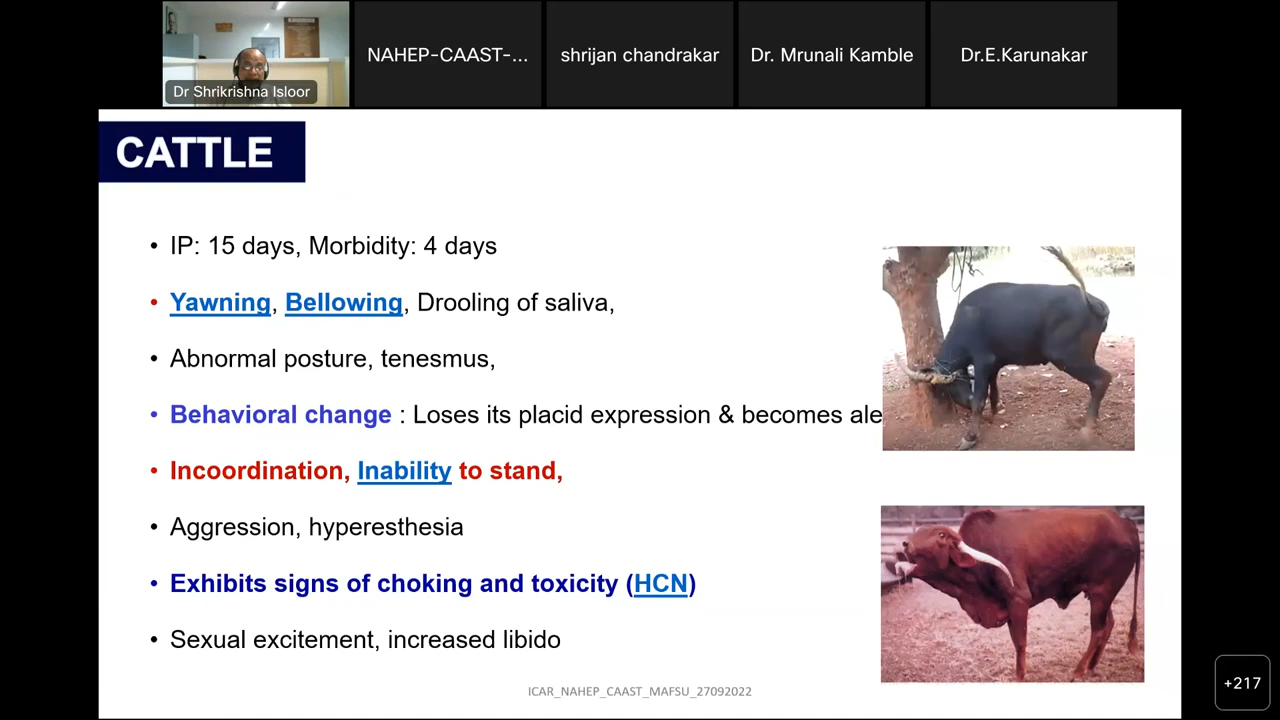 NAHEP-CAAST-...
shrijan chandrakar
Dr. Mrunali Kamble
Dr.E.Karunakar
Dr Shrikrishna Isloor
CATTLE
• IP: 15 days, Morbidity: 4 days
• Yawning, Bellowing, Drooling of saliva,
• Abnormal posture, tenesmus,
• Behavioral change : Loses its placid expression & becomes ale
• Incoordination, Inability to stand,
• Aggression, hyperesthesia
• Exhibits signs of choking and toxicity (HCN)
• Sexual excitement, increased libido
ICAR_NAHEP_CAAST_MAFSU_27092022
+217